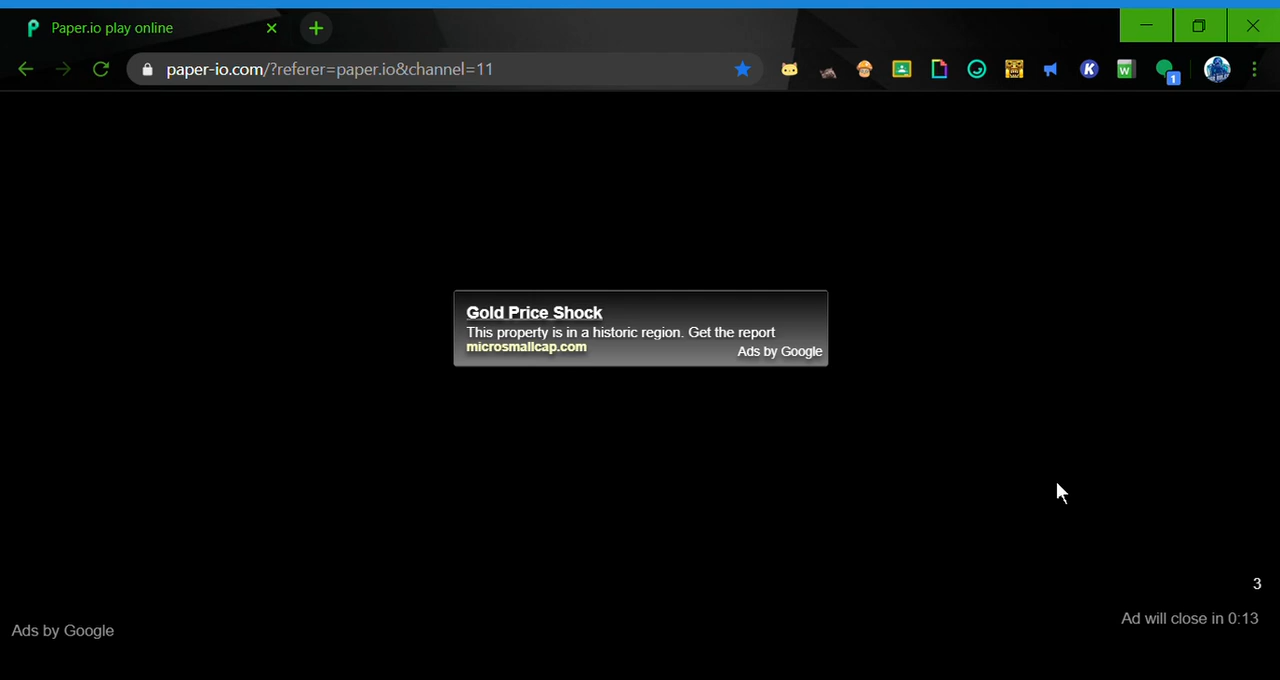 Paper.io play online
paper-io.com/?referer=paper.io&channel=11
K
W
1
Gold Price Shock
This property is in a historic region. Get the report
microsmallcap.com
Ads by Google
3
Ad will close in 0:13
Ads by Google